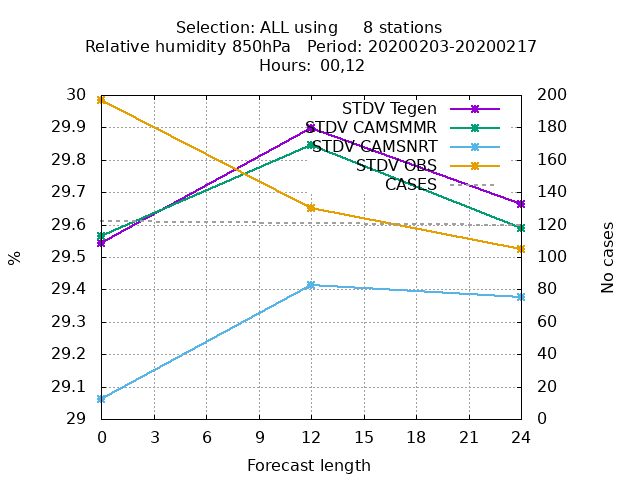 Selection: ALL using     8 stations
Relative humidity 850hPa   Period: 20200203-20200217
Hours: 00,12
30
29.9
29.8
29.7
29.6
29.5
29.4
29.3
29.2
29.1
29
%
STDV Tegen
STDV CAMSMMR
STDV CAMSNRT
STDV OBS
CASES
200
180
160
140
120
100
80
60
40
20
0
No cases
0 3 6 9 12 15 18 21 24
Forecast length